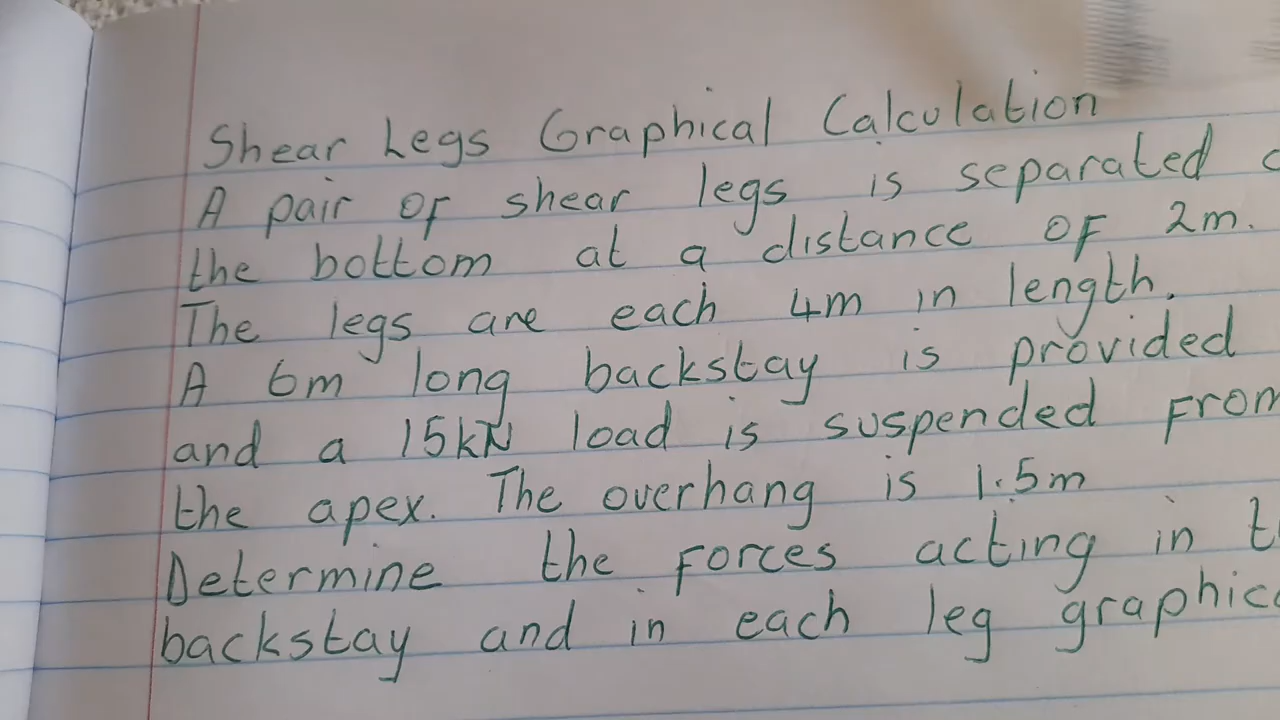 Shear Legs Graphical Calculation
A pair of shear legs is separated
the bottom at a distance of 2m.
The legs are each 4m in length.
A 6m long backstay is provided
and a 15kN load is suspended From
the apex. The overhang is 1.5m
Determine the forces acting in
backstay and in each leg